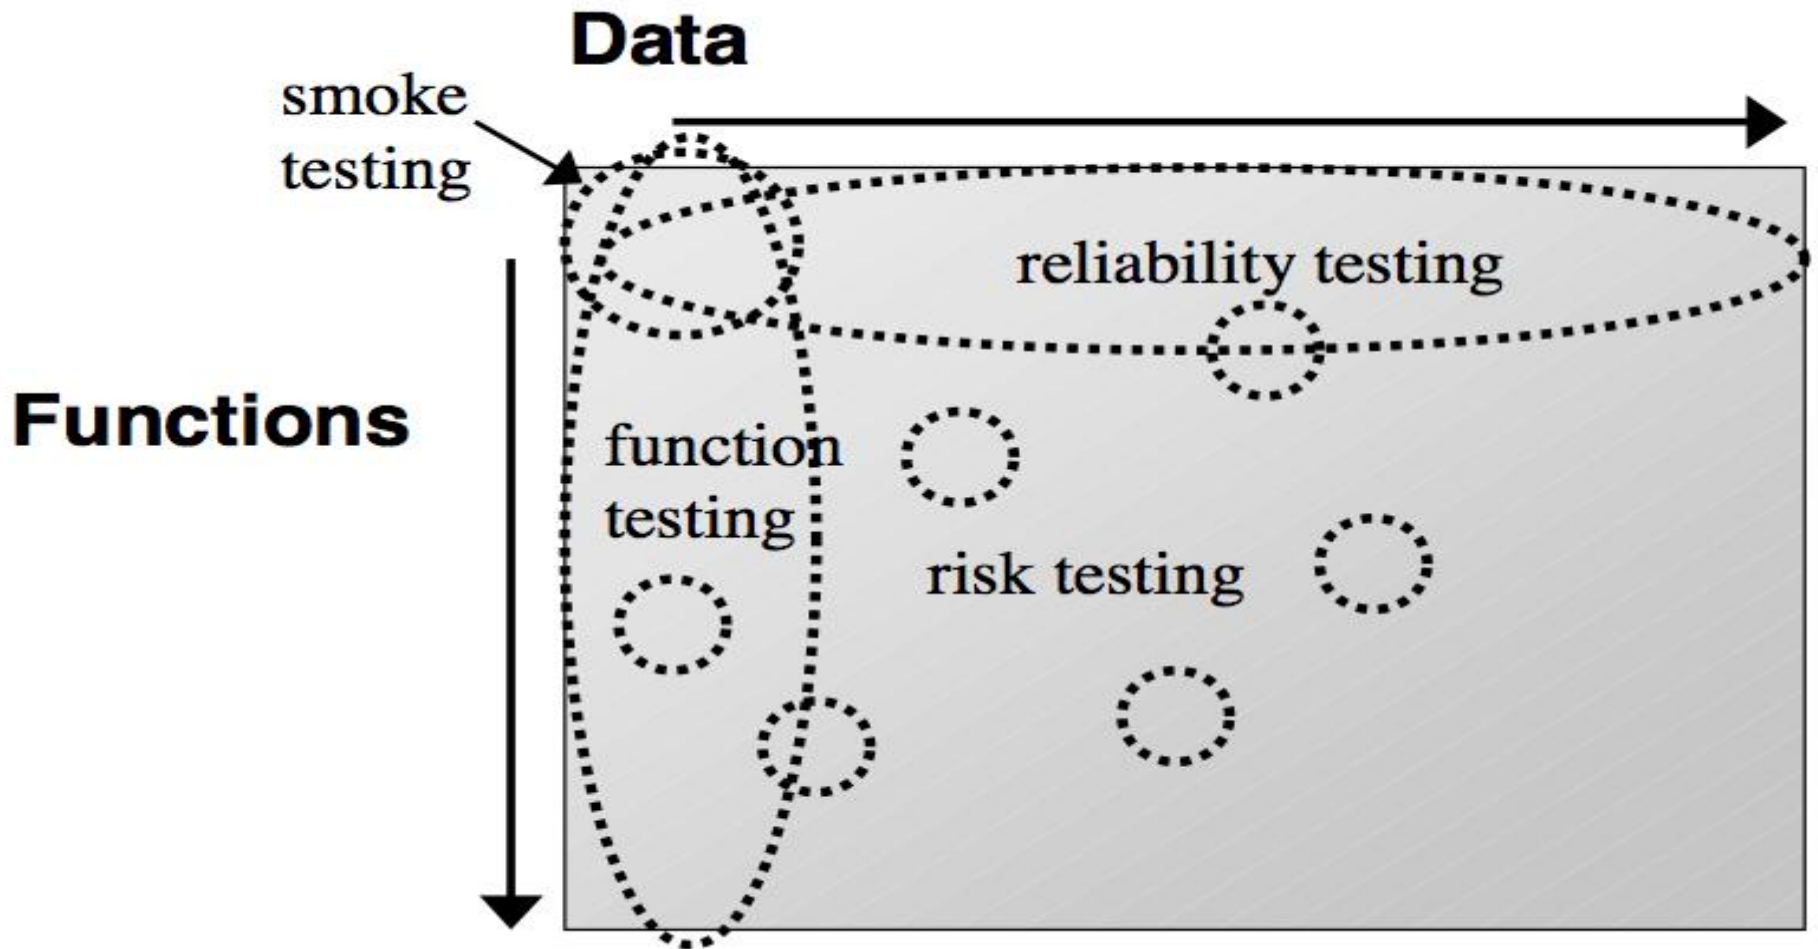 Data
smoke
testing
reliability testing
Functions
function
testing
risk testing